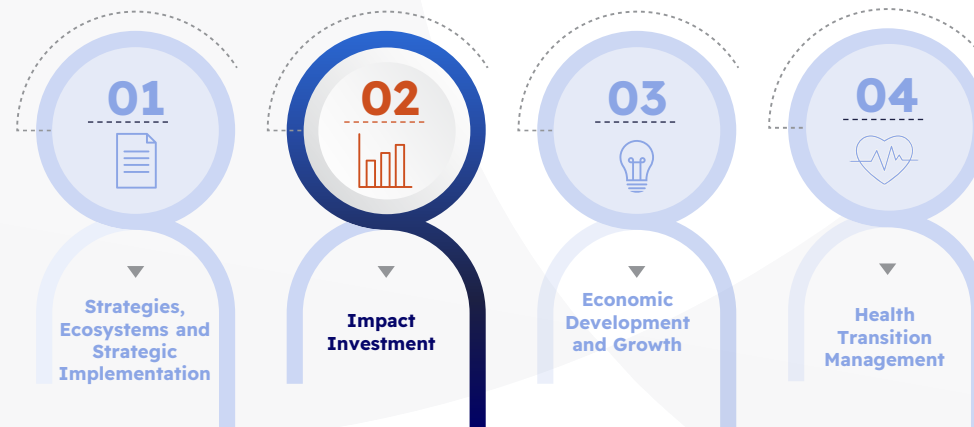 01
Strategies,
Ecosystems and
Strategic
Implementation
02
Impact
Investment
03
Economic
Development
and Growth
04
Health
Transition
Management